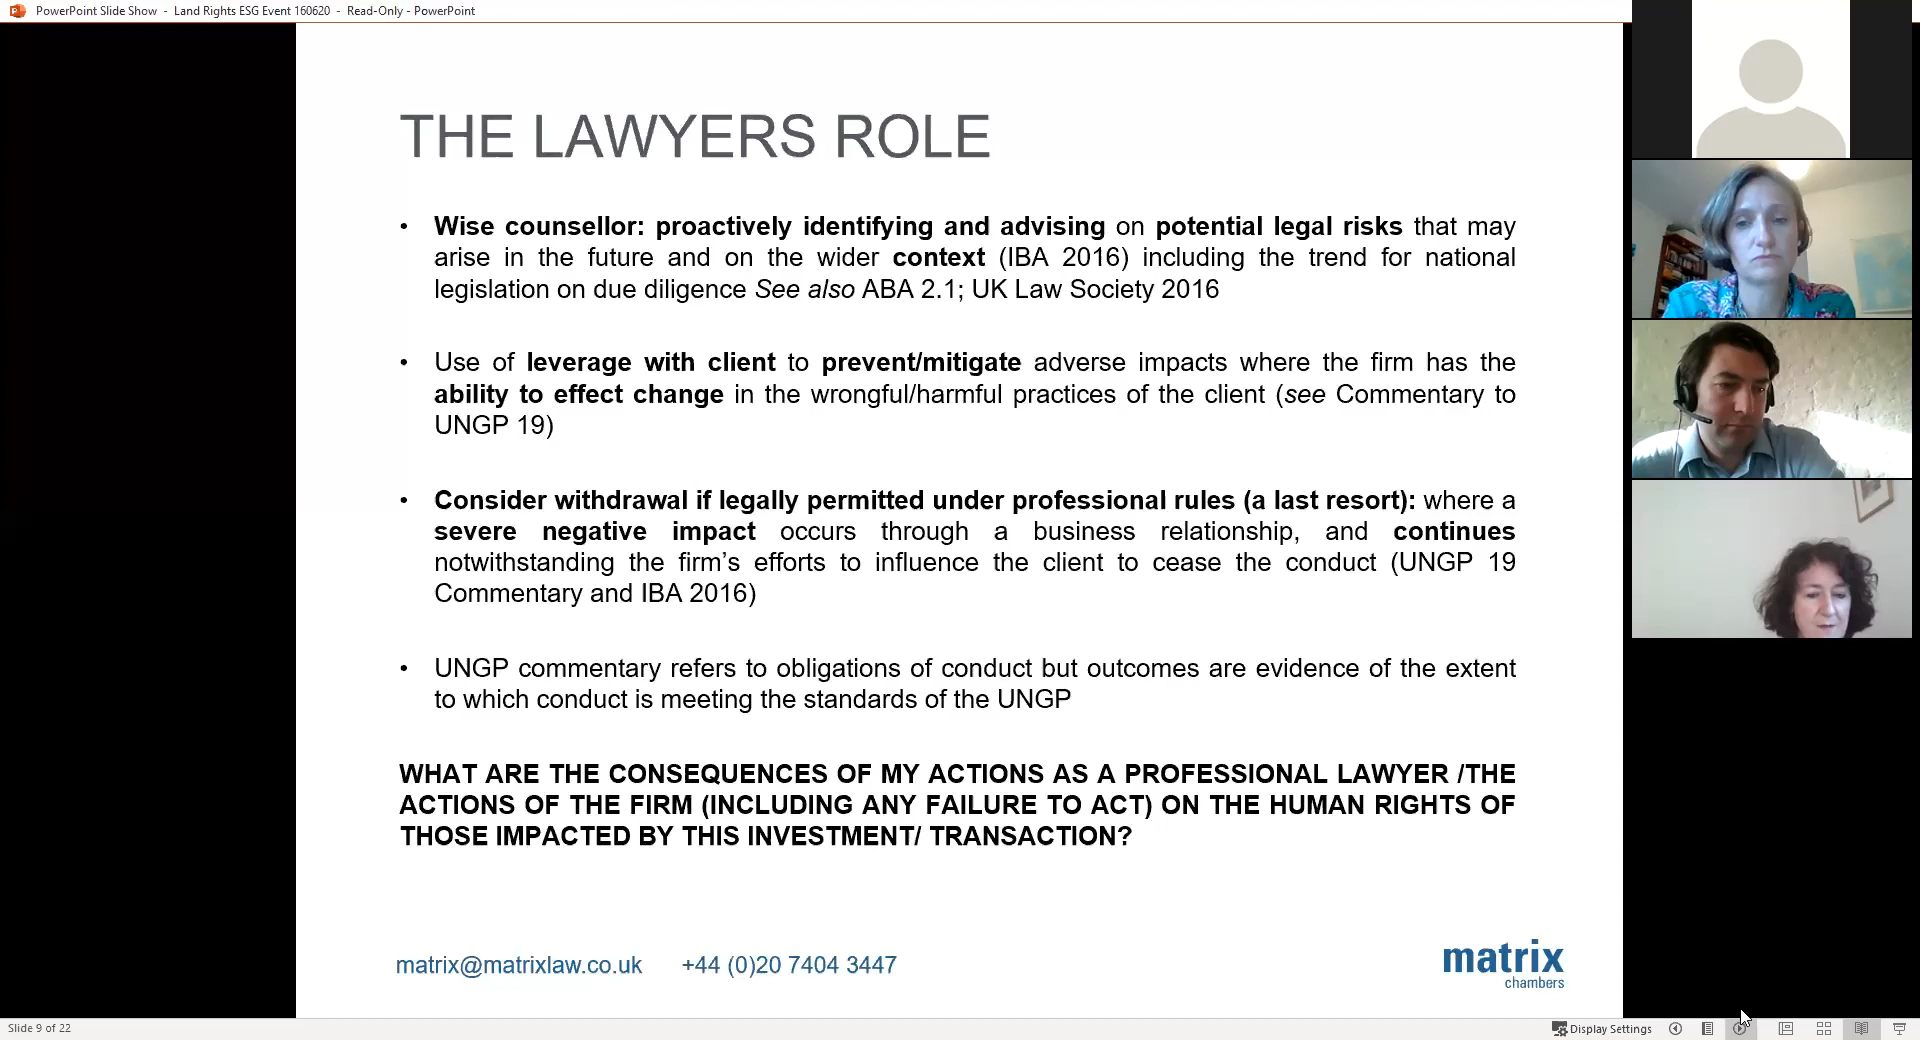 PowerPoint Slide Show - Land Rights ESG Event 160620 - Read-Only - PowerPoint
THE LAWYERS ROLE
• Wise counsellor: proactively identifying and advising on potential legal risks that may
arise in the future and on the wider context (IBA 2016) including the trend for national
legislation on due diligence See also ABA 2.1; UK Law Society 2016
• Use of leverage with client to prevent/mitigate adverse impacts where the firm has the
ability to effect change in the wrongful/harmful practices of the client (see Commentary to
UNGP 19)
• Consider withdrawal if legally permitted under professional rules (a last resort): where a
severe negative impact occurs through a business relationship, and continues
notwithstanding the firm's efforts to influence the client to cease the conduct (UNGP 19
Commentary and IBA 2016)
• UNGP commentary refers to obligations of conduct but outcomes are evidence of the extent
to which conduct is meeting the standards of the UNGP
WHAT ARE THE CONSEQUENCES OF MY ACTIONS AS A PROFESSIONAL LAWYER /THE
ACTIONS OF THE FIRM (INCLUDING ANY FAILURE TO ACT) ON THE HUMAN RIGHTS OF
THOSE IMPACTED BY THIS INVESTMENT/ TRANSACTION?
matrix@matrixlaw.co.uk +44 (0)20 7404 3447
matrix
chambers
Slide 9 of 22
Display Settings